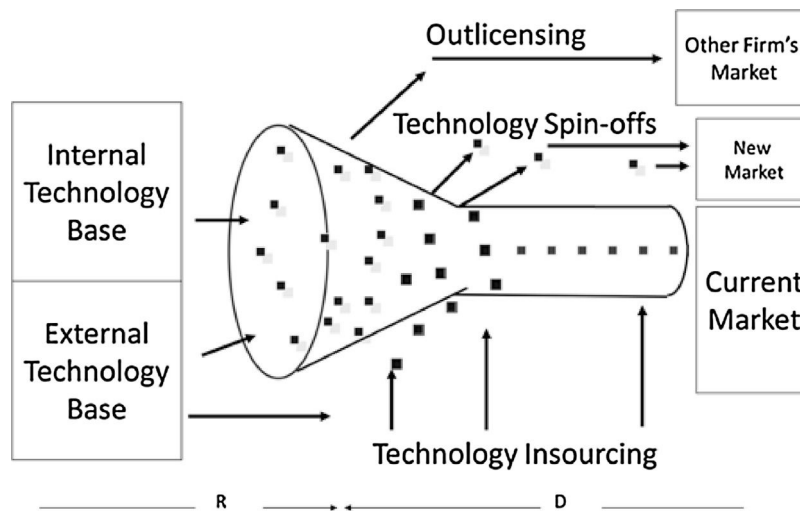 Outlicensing
Other Firm's
Market
Technology Spin-offs
New
Market
Internal
Technology
Base
External
Technology
Base
Current
Market
Technology Insourcing
R
D